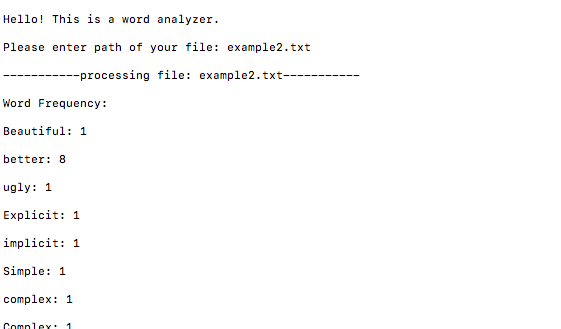 Hello! This is a word analyzer.
Please enter path of your file: example2.txt
-----------processing file: example2.txt-----------
Word Frequency:
Beautiful: 1
better: 8
ugly: 1
Explicit: 1
implicit: 1
Simple: 1
complex: 1
Complex: 1